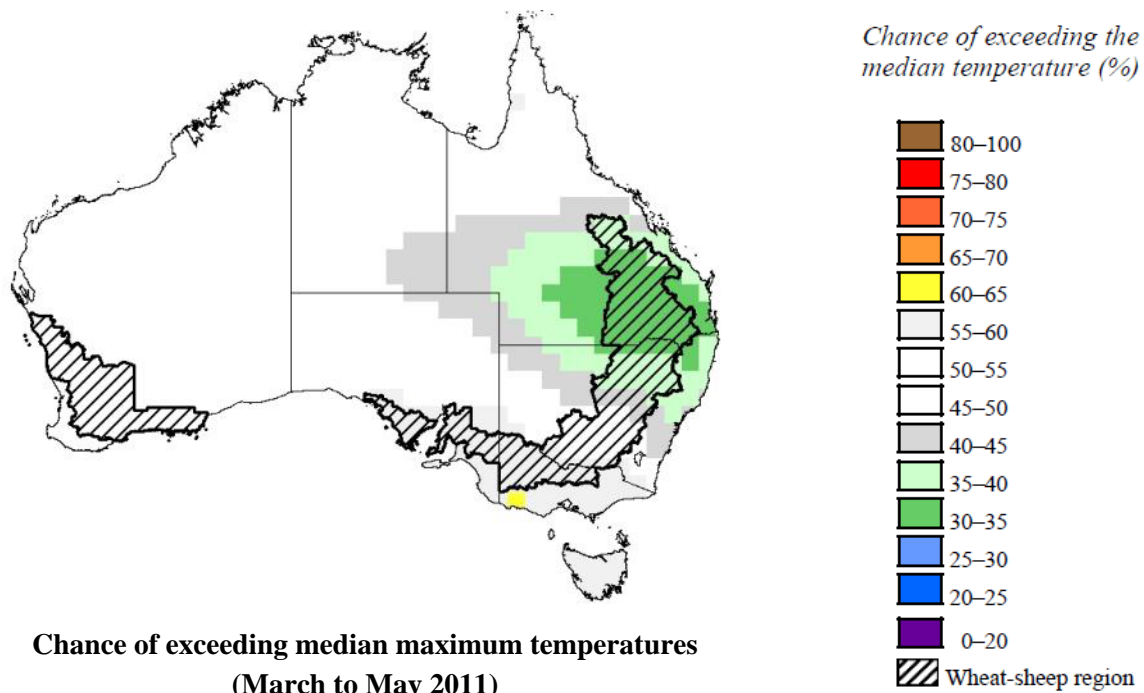 Chance of exceeding the
median temperature (%)
80–100
75–80
70–75
65–70
60–65
55–60
50–55
45–50
40–45
35–40
30–35
25–30
20–25
0–20
Wheat-sheep region
Chance of exceeding median maximum temperatures
(March to May 2011)